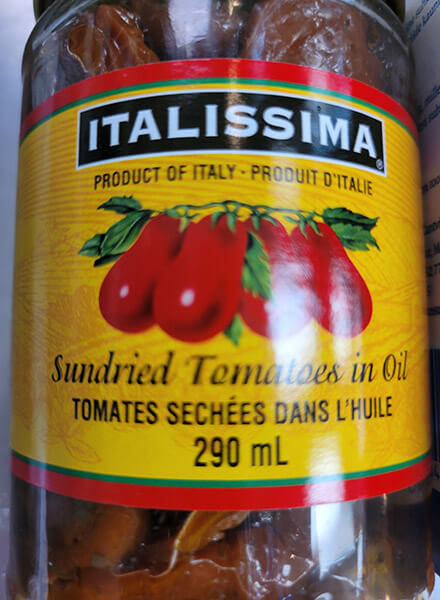 ITALISSIMA®
PRODUCT OF ITALY - PRODUIT D'ITALIE
Sundried Tomatoes in Oil
TOMATES SECHÉES DANS L'HUILE
290 mL